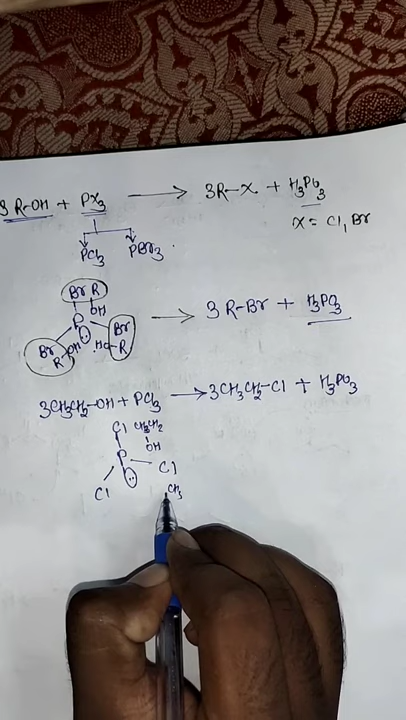 3 R-OH + PX₃ ⟶ 3R-X + H₃PO₃
X = Cl, Br
PCl₃ PBr₃
Br R
OH
P
Br
R OH
Br
OH R
⟶ 3 R-Br + H₃PO₃
3CH₃CH₂-OH + PCl₃ ⟶ 3CH₃CH₂-Cl + H₃PO₃
Cl CH₃CH₂
OH
P
Cl
Cl
CH₃